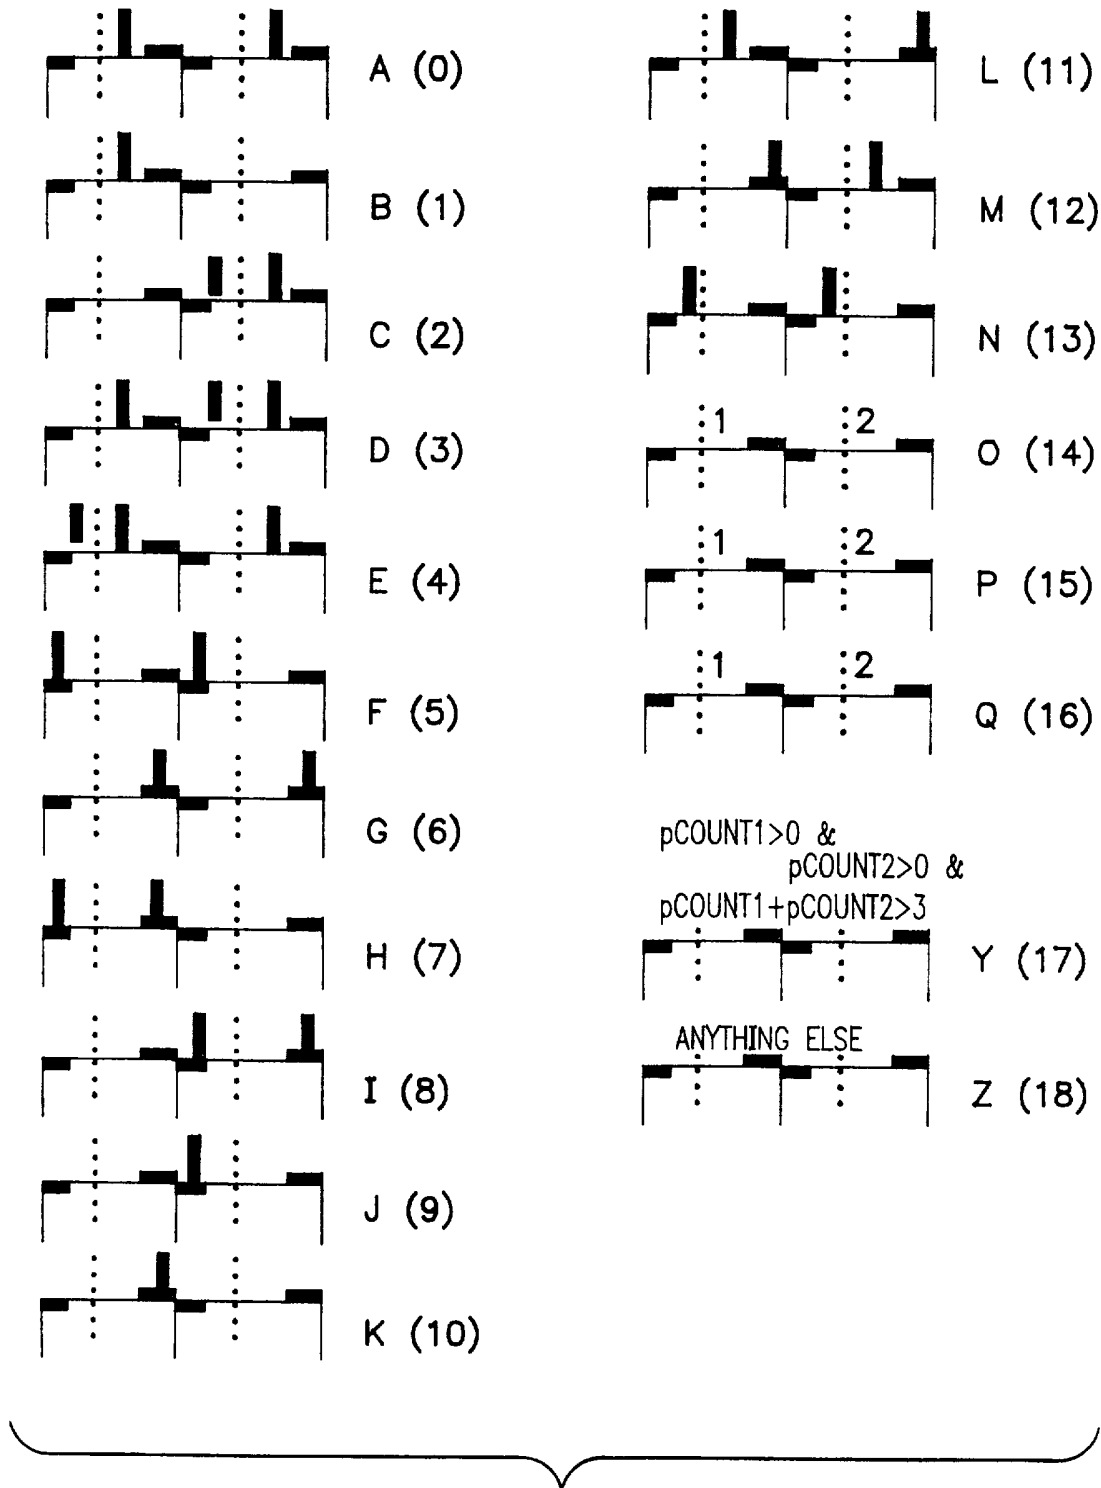 A (0)
B (1)
C (2)
D (3)
E (4)
F (5)
G (6)
H (7)
I (8)
J (9)
K (10)
L (11)
M (12)
N (13)
1 2
O (14)
1 2
P (15)
1 2
Q (16)
pCOUNT1>0 &
pCOUNT2>0 &
pCOUNT1+pCOUNT2>3
Y (17)
ANYTHING ELSE
Z (18)